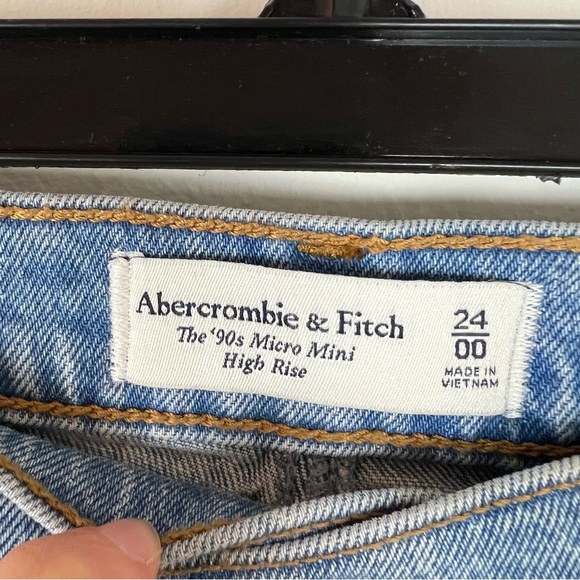 Abercrombie & Fitch
The ‘90s Micro Mini
High Rise
24
00
MADE IN
VIETNAM